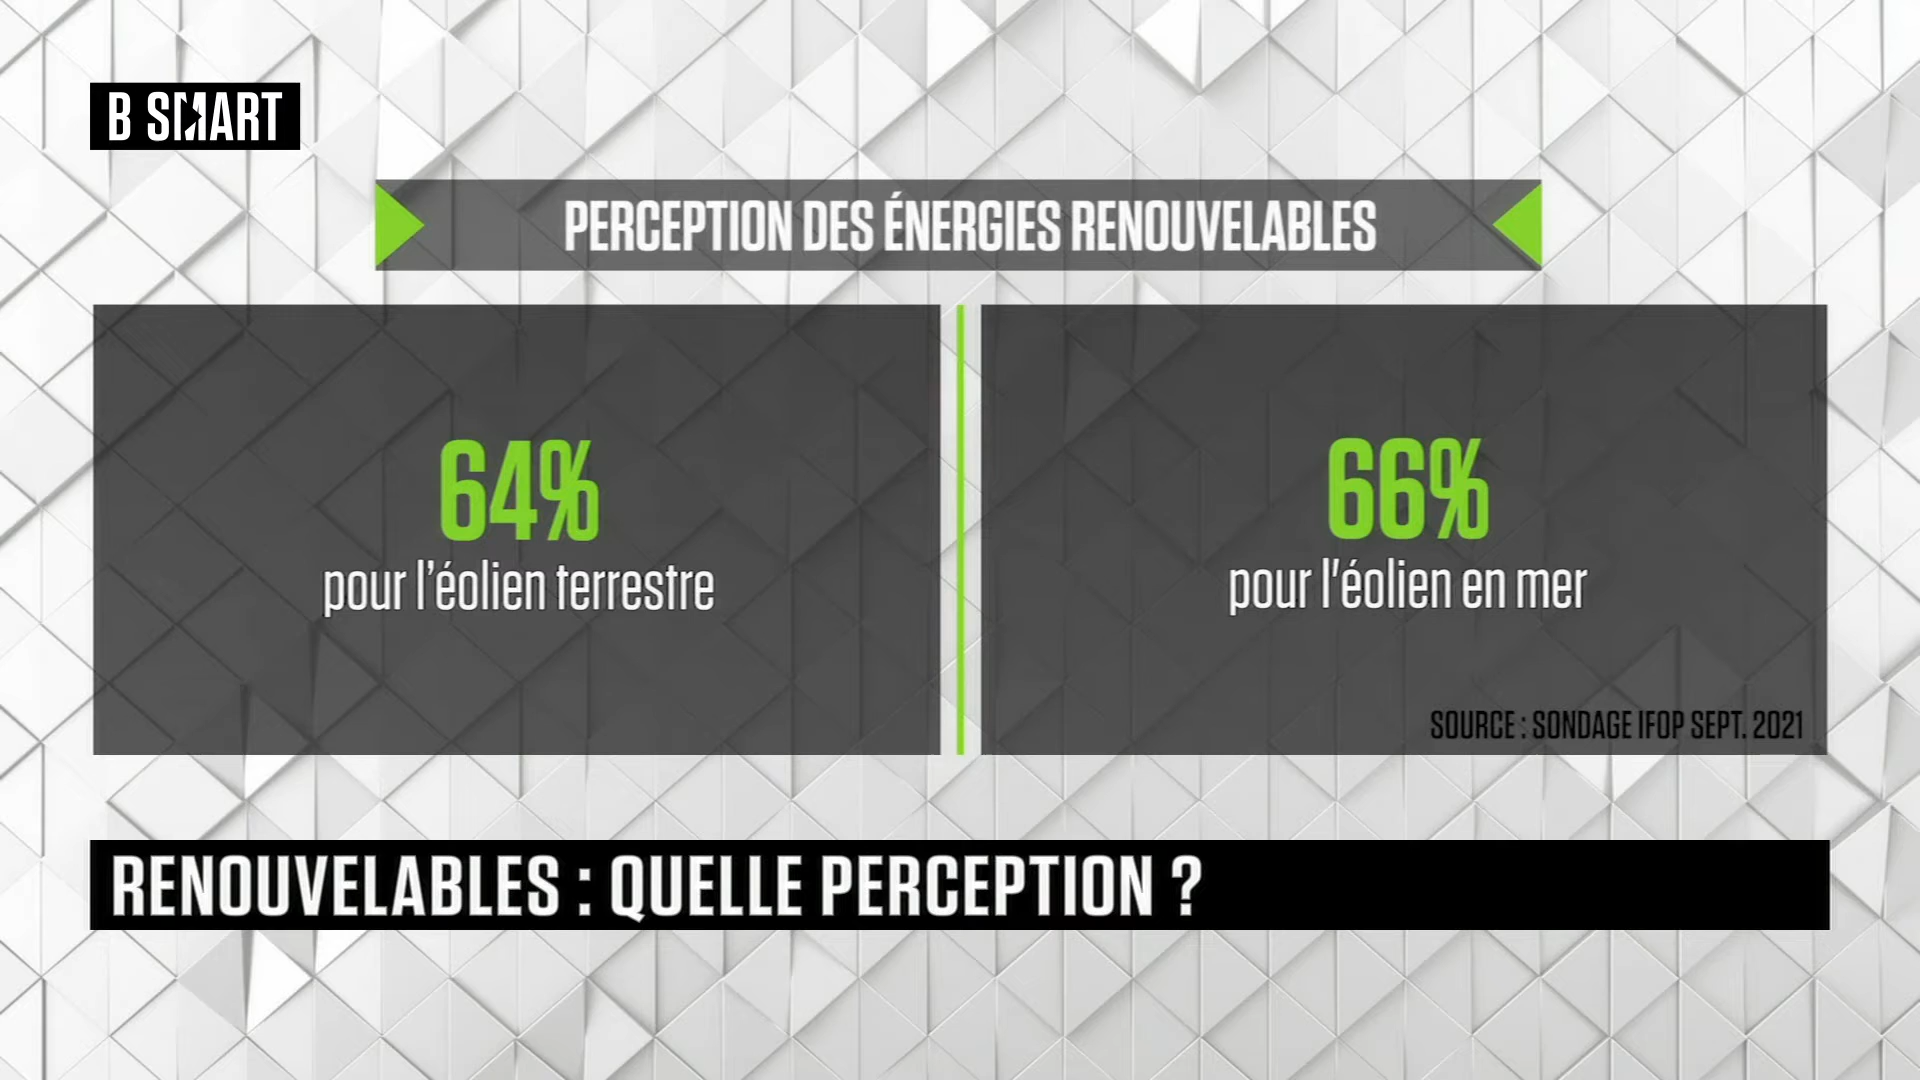 B SMART
PERCEPTION DES ÉNERGIES RENOUVELABLES
64%
pour l’éolien terrestre
66%
pour l'éolien en mer
SOURCE : SONDAGE IFOP SEPT. 2021
RENOUVELABLES : QUELLE PERCEPTION ?